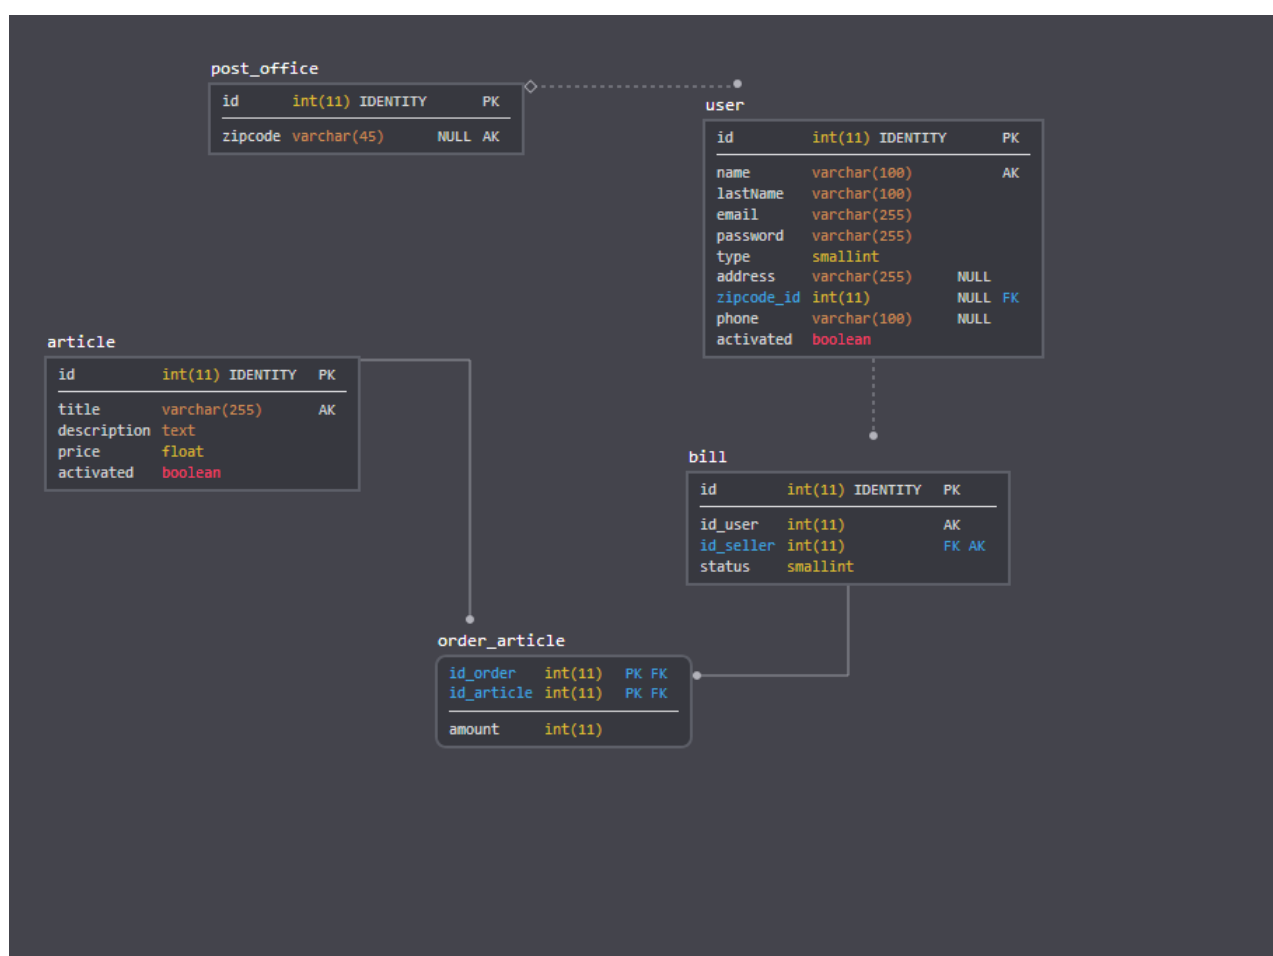 post_office
id int(11) IDENTITY PK
zipcode varchar(45) NULL AK
user
id int(11) IDENTITY PK
name varchar(100) AK
lastName varchar(100)
email varchar(255)
password varchar(255)
type smallint
address varchar(255) NULL
zipcode_id int(11) NULL FK
phone varchar(100) NULL
activated boolean
article
id int(11) IDENTITY PK
title varchar(255) AK
description text
price float
activated boolean
bill
id int(11) IDENTITY PK
id_user int(11) AK
id_seller int(11) FK AK
status smallint
order_article
id_order int(11) PK FK
id_article int(11) PK FK
amount int(11)